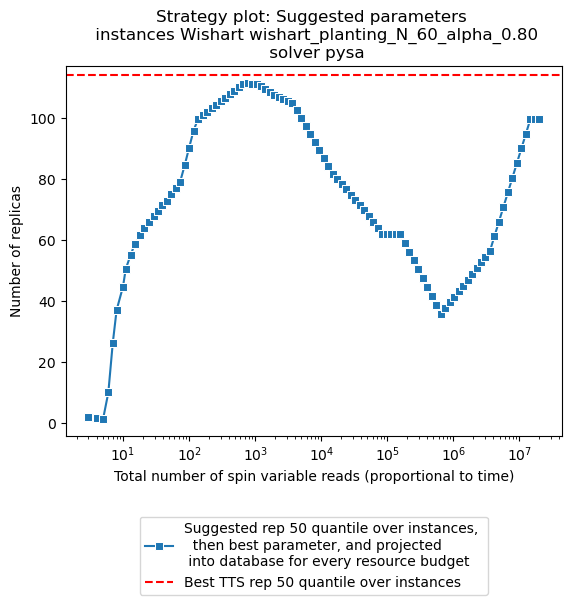 Strategy plot: Suggested parameters
instances Wishart wishart_planting_N_60_alpha_0.80
solver pysa
Number of replicas
100
80
60
40
20
0
10^1 10^2 10^3 10^4 10^5 10^6 10^7
Total number of spin variable reads (proportional to time)
Suggested rep 50 quantile over instances,
then best parameter, and projected
into database for every resource budget
Best TTS rep 50 quantile over instances